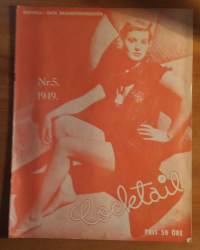 Nr. 5.
1949.
Cocktail
PRIS 50 ÖRE